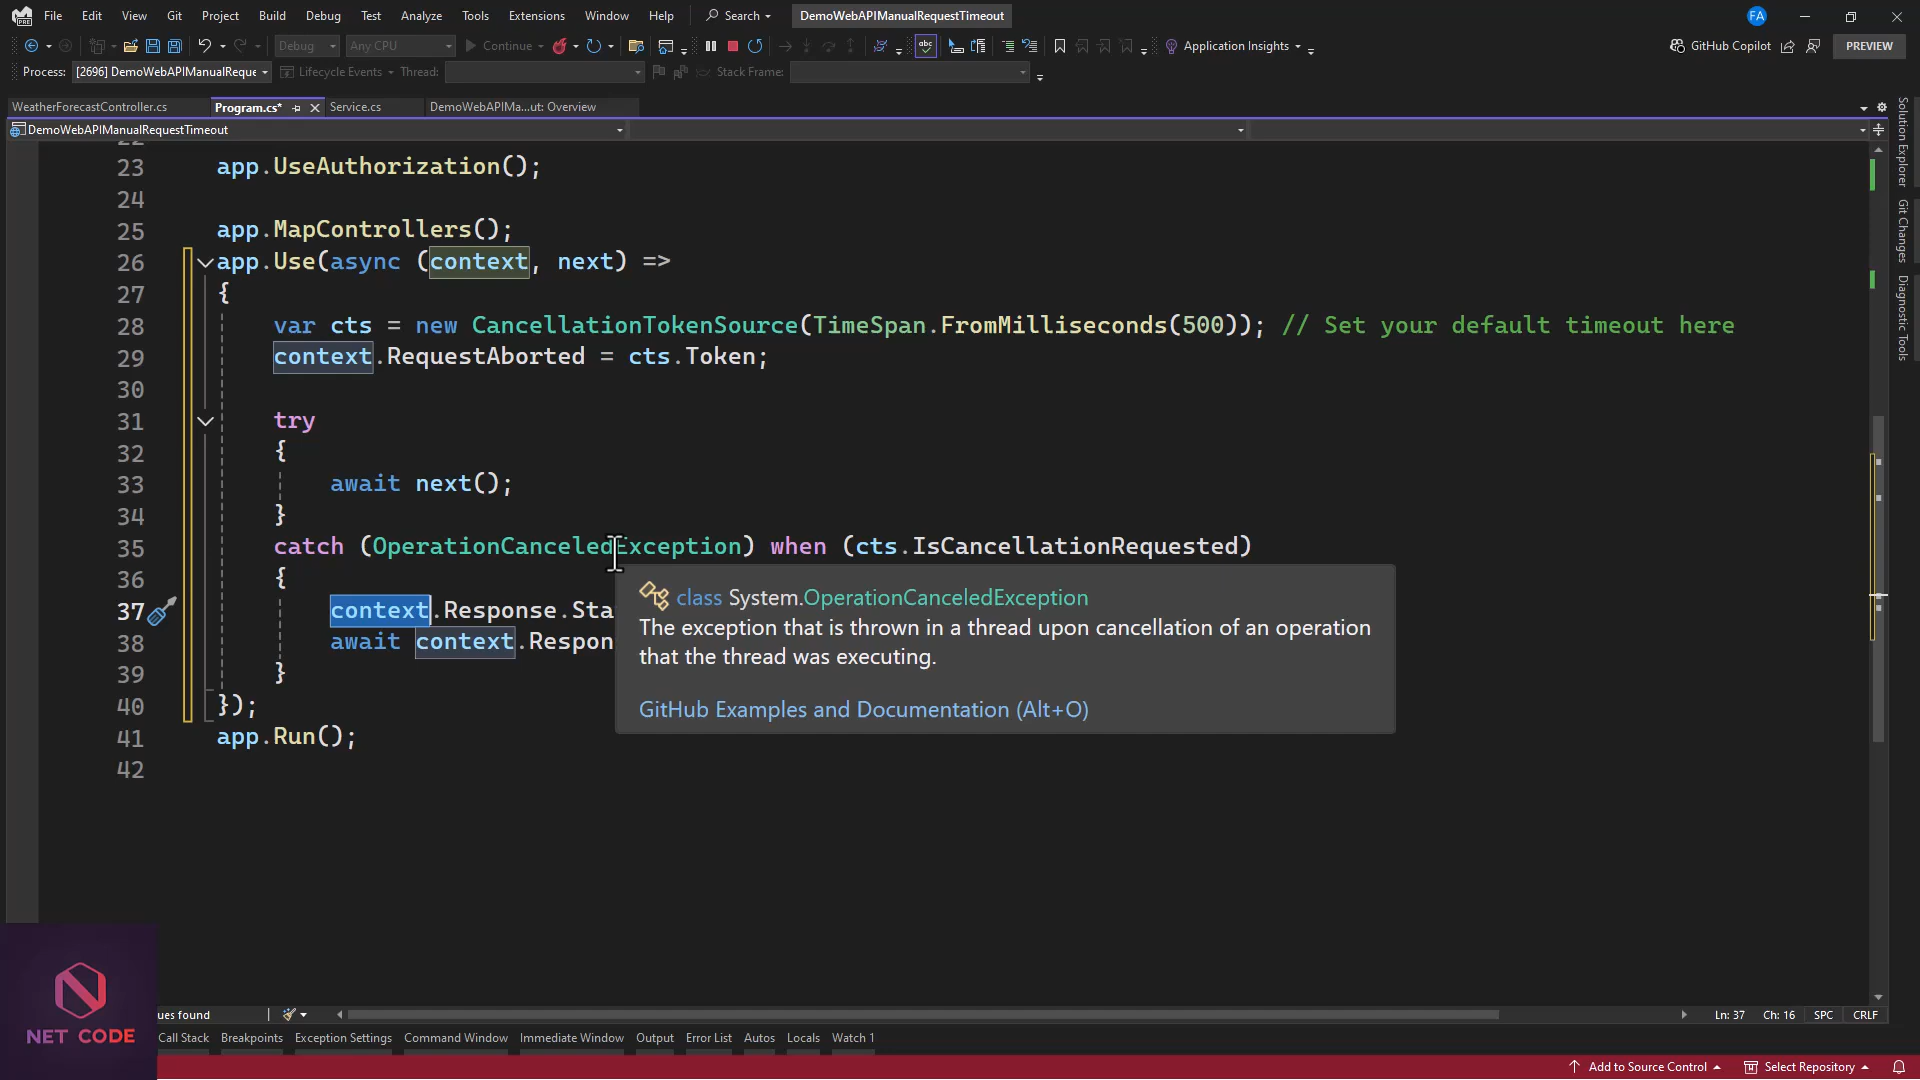 File Edit View Git Project Build Debug Test Analyze Tools Extensions Window Help Search DemoWebAPIManualRequestTimeout FA
Debug Any CPU Continue Application Insights GitHub Copilot PREVIEW
Process: [2696] DemoWebAPIManualReque Lifecycle Events Thread: Stack Frame:
WeatherForecastController.cs Program.cs* Service.cs DemoWebAPIMa...ut: Overview
DemoWebAPIManualRequestTimeout
23 app.UseAuthorization();
24
25 app.MapControllers();
26 app.Use(async (context, next) =>
27 {
28 var cts = new CancellationTokenSource(TimeSpan.FromMilliseconds(500)); // Set your default timeout here
29 context.RequestAborted = cts.Token;
30
31 try
32 {
33 await next();
34 }
35 catch (OperationCanceledException) when (cts.IsCancellationRequested)
36 {
37 context.Response.Sta
38 await context.Respon
39 }
40 });
41 app.Run();
42
class System.OperationCanceledException
The exception that is thrown in a thread upon cancellation of an operation
that the thread was executing.
GitHub Examples and Documentation (Alt+O)
Solution Explorer
Git Changes
Diagnostic Tools
ues found Ln: 37 Ch: 16 SPC CRLF
NET CODE
Call Stack Breakpoints Exception Settings Command Window Immediate Window Output Error List Autos Locals Watch 1
Add to Source Control Select Repository